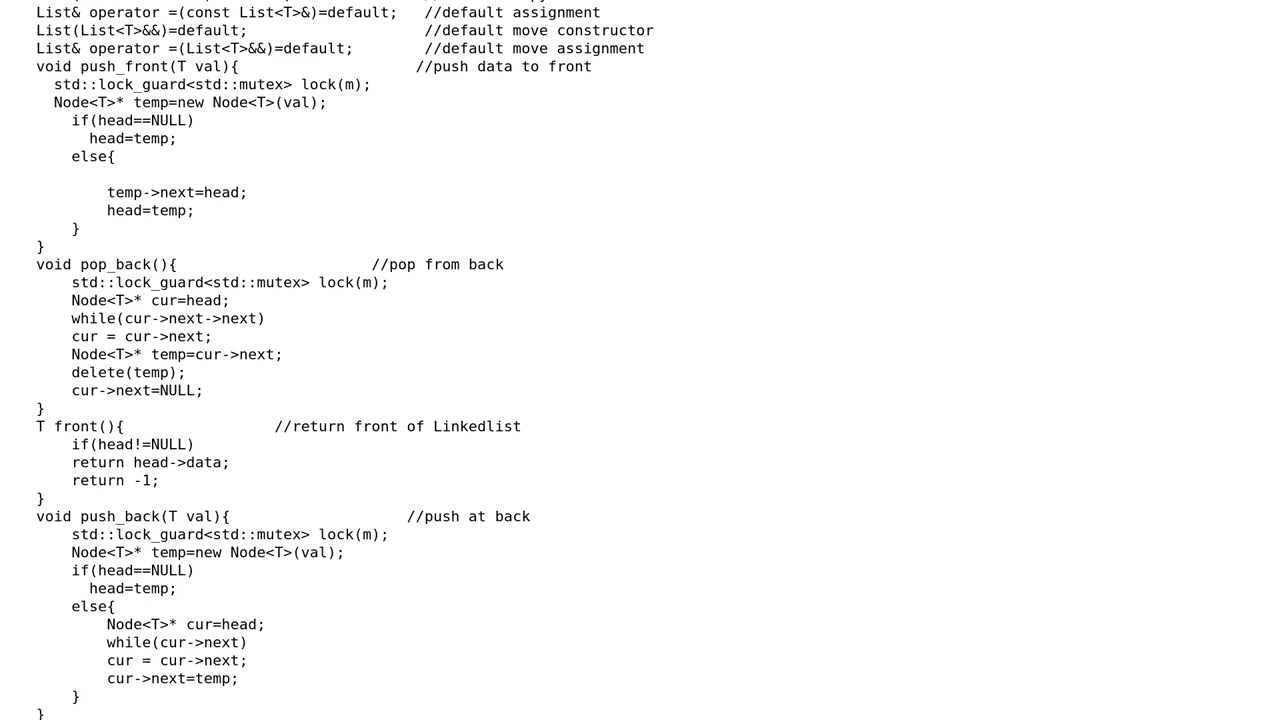 List& operator =(const List<T>&)=default;   //default assignment
List(List<T>&&)=default;                    //default move constructor
List& operator =(List<T>&&)=default;        //default move assignment
void push_front(T val){                    //push data to front
  std::lock_guard<std::mutex> lock(m);
  Node<T>* temp=new Node<T>(val);
    if(head==NULL)
      head=temp;
    else{
        temp->next=head;
        head=temp;
    }
}
void pop_back(){                      //pop from back
    std::lock_guard<std::mutex> lock(m);
    Node<T>* cur=head;
    while(cur->next->next)
    cur = cur->next;
    Node<T>* temp=cur->next;
    delete(temp);
    cur->next=NULL;
}
T front(){                 //return front of Linkedlist
    if(head!=NULL)
    return head->data;
    return -1;
}
void push_back(T val){                    //push at back
    std::lock_guard<std::mutex> lock(m);
    Node<T>* temp=new Node<T>(val);
    if(head==NULL)
      head=temp;
    else{
        Node<T>* cur=head;
        while(cur->next)
        cur = cur->next;
        cur->next=temp;
    }
}